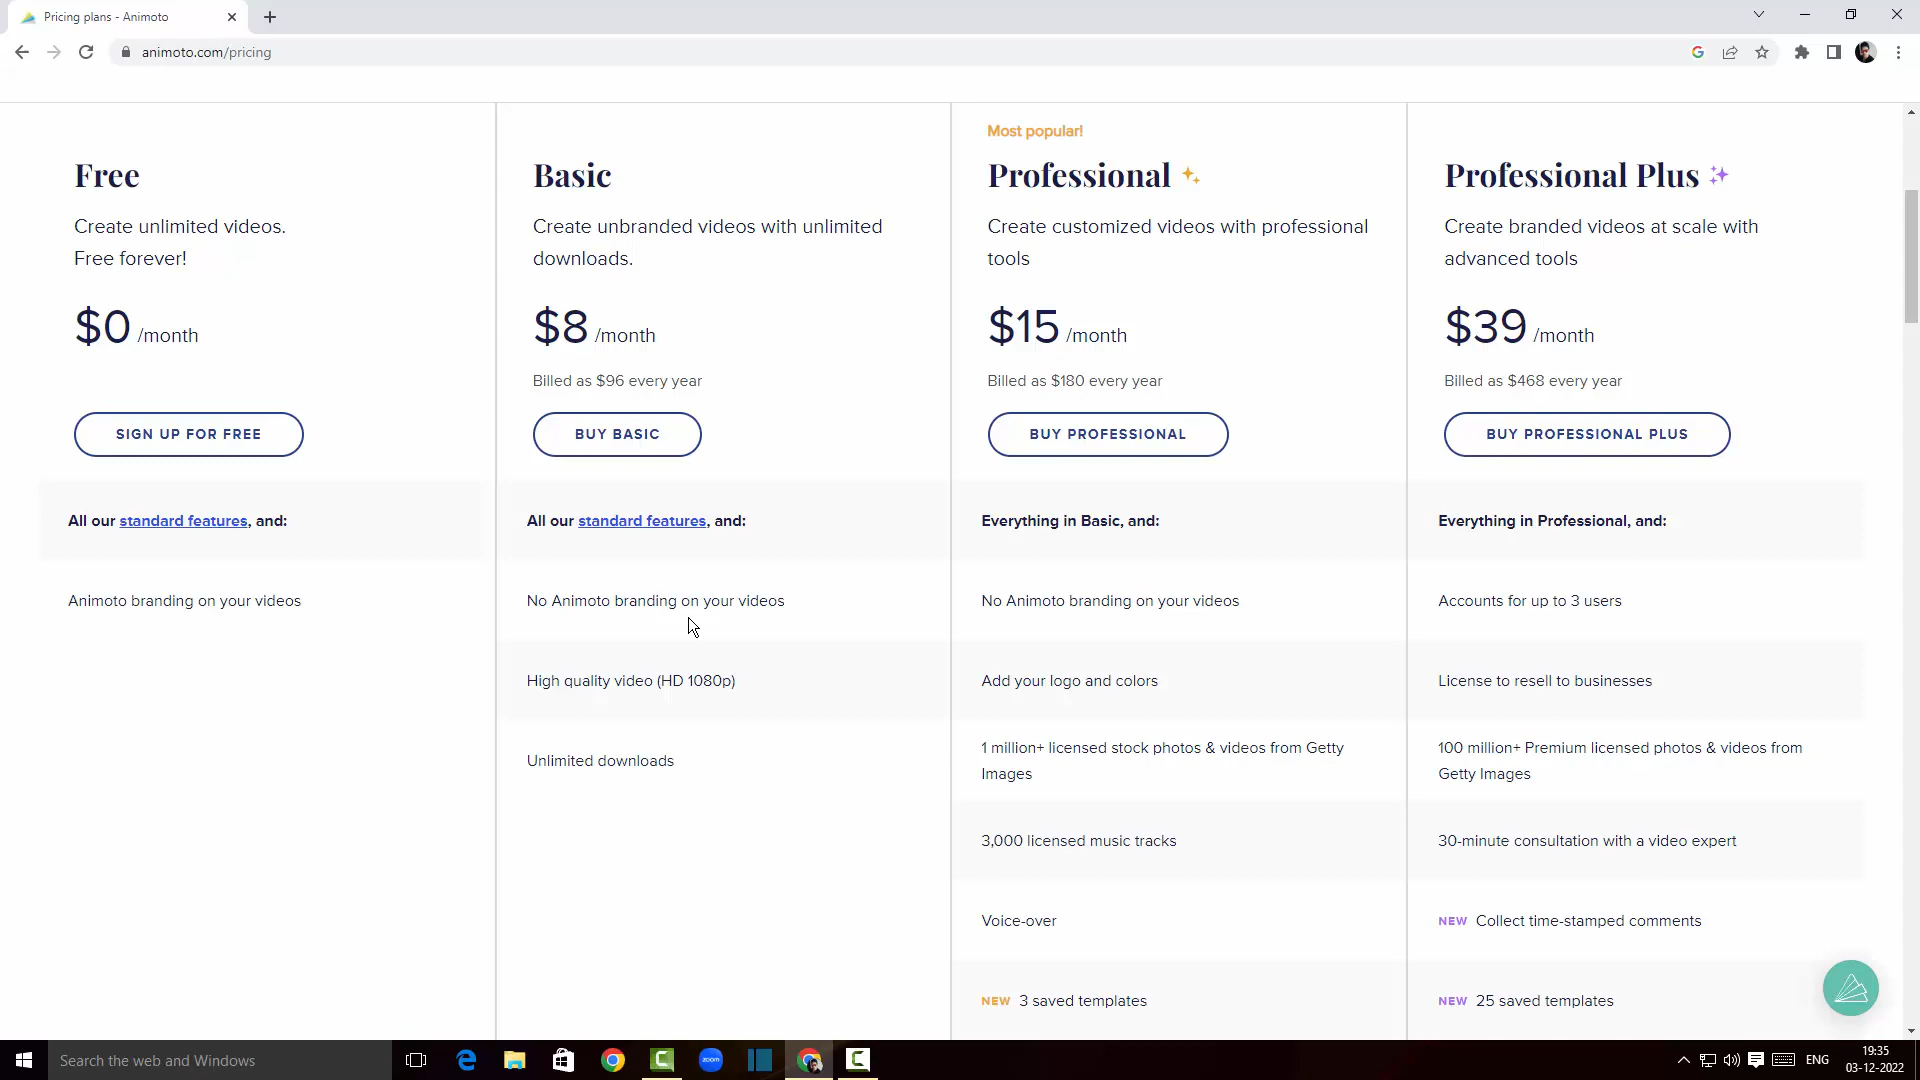 Pricing plans - Animoto
animoto.com/pricing
Free
Create unlimited videos.
Free forever!
$0 /month
SIGN UP FOR FREE
All our standard features, and:
Animoto branding on your videos
Basic
Create unbranded videos with unlimited
downloads.
$8 /month
Billed as $96 every year
BUY BASIC
All our standard features, and:
No Animoto branding on your videos
High quality video (HD 1080p)
Unlimited downloads
Most popular!
Professional
Create customized videos with professional
tools
$15 /month
Billed as $180 every year
BUY PROFESSIONAL
Everything in Basic, and:
No Animoto branding on your videos
Add your logo and colors
1 million+ licensed stock photos & videos from Getty
Images
3,000 licensed music tracks
Voice-over
NEW 3 saved templates
Professional Plus
Create branded videos at scale with
advanced tools
$39 /month
Billed as $468 every year
BUY PROFESSIONAL PLUS
Everything in Professional, and:
Accounts for up to 3 users
License to resell to businesses
100 million+ Premium licensed photos & videos from
Getty Images
30-minute consultation with a video expert
NEW Collect time-stamped comments
NEW 25 saved templates
Search the web and Windows
zoom
ENG
19:35
03-12-2022